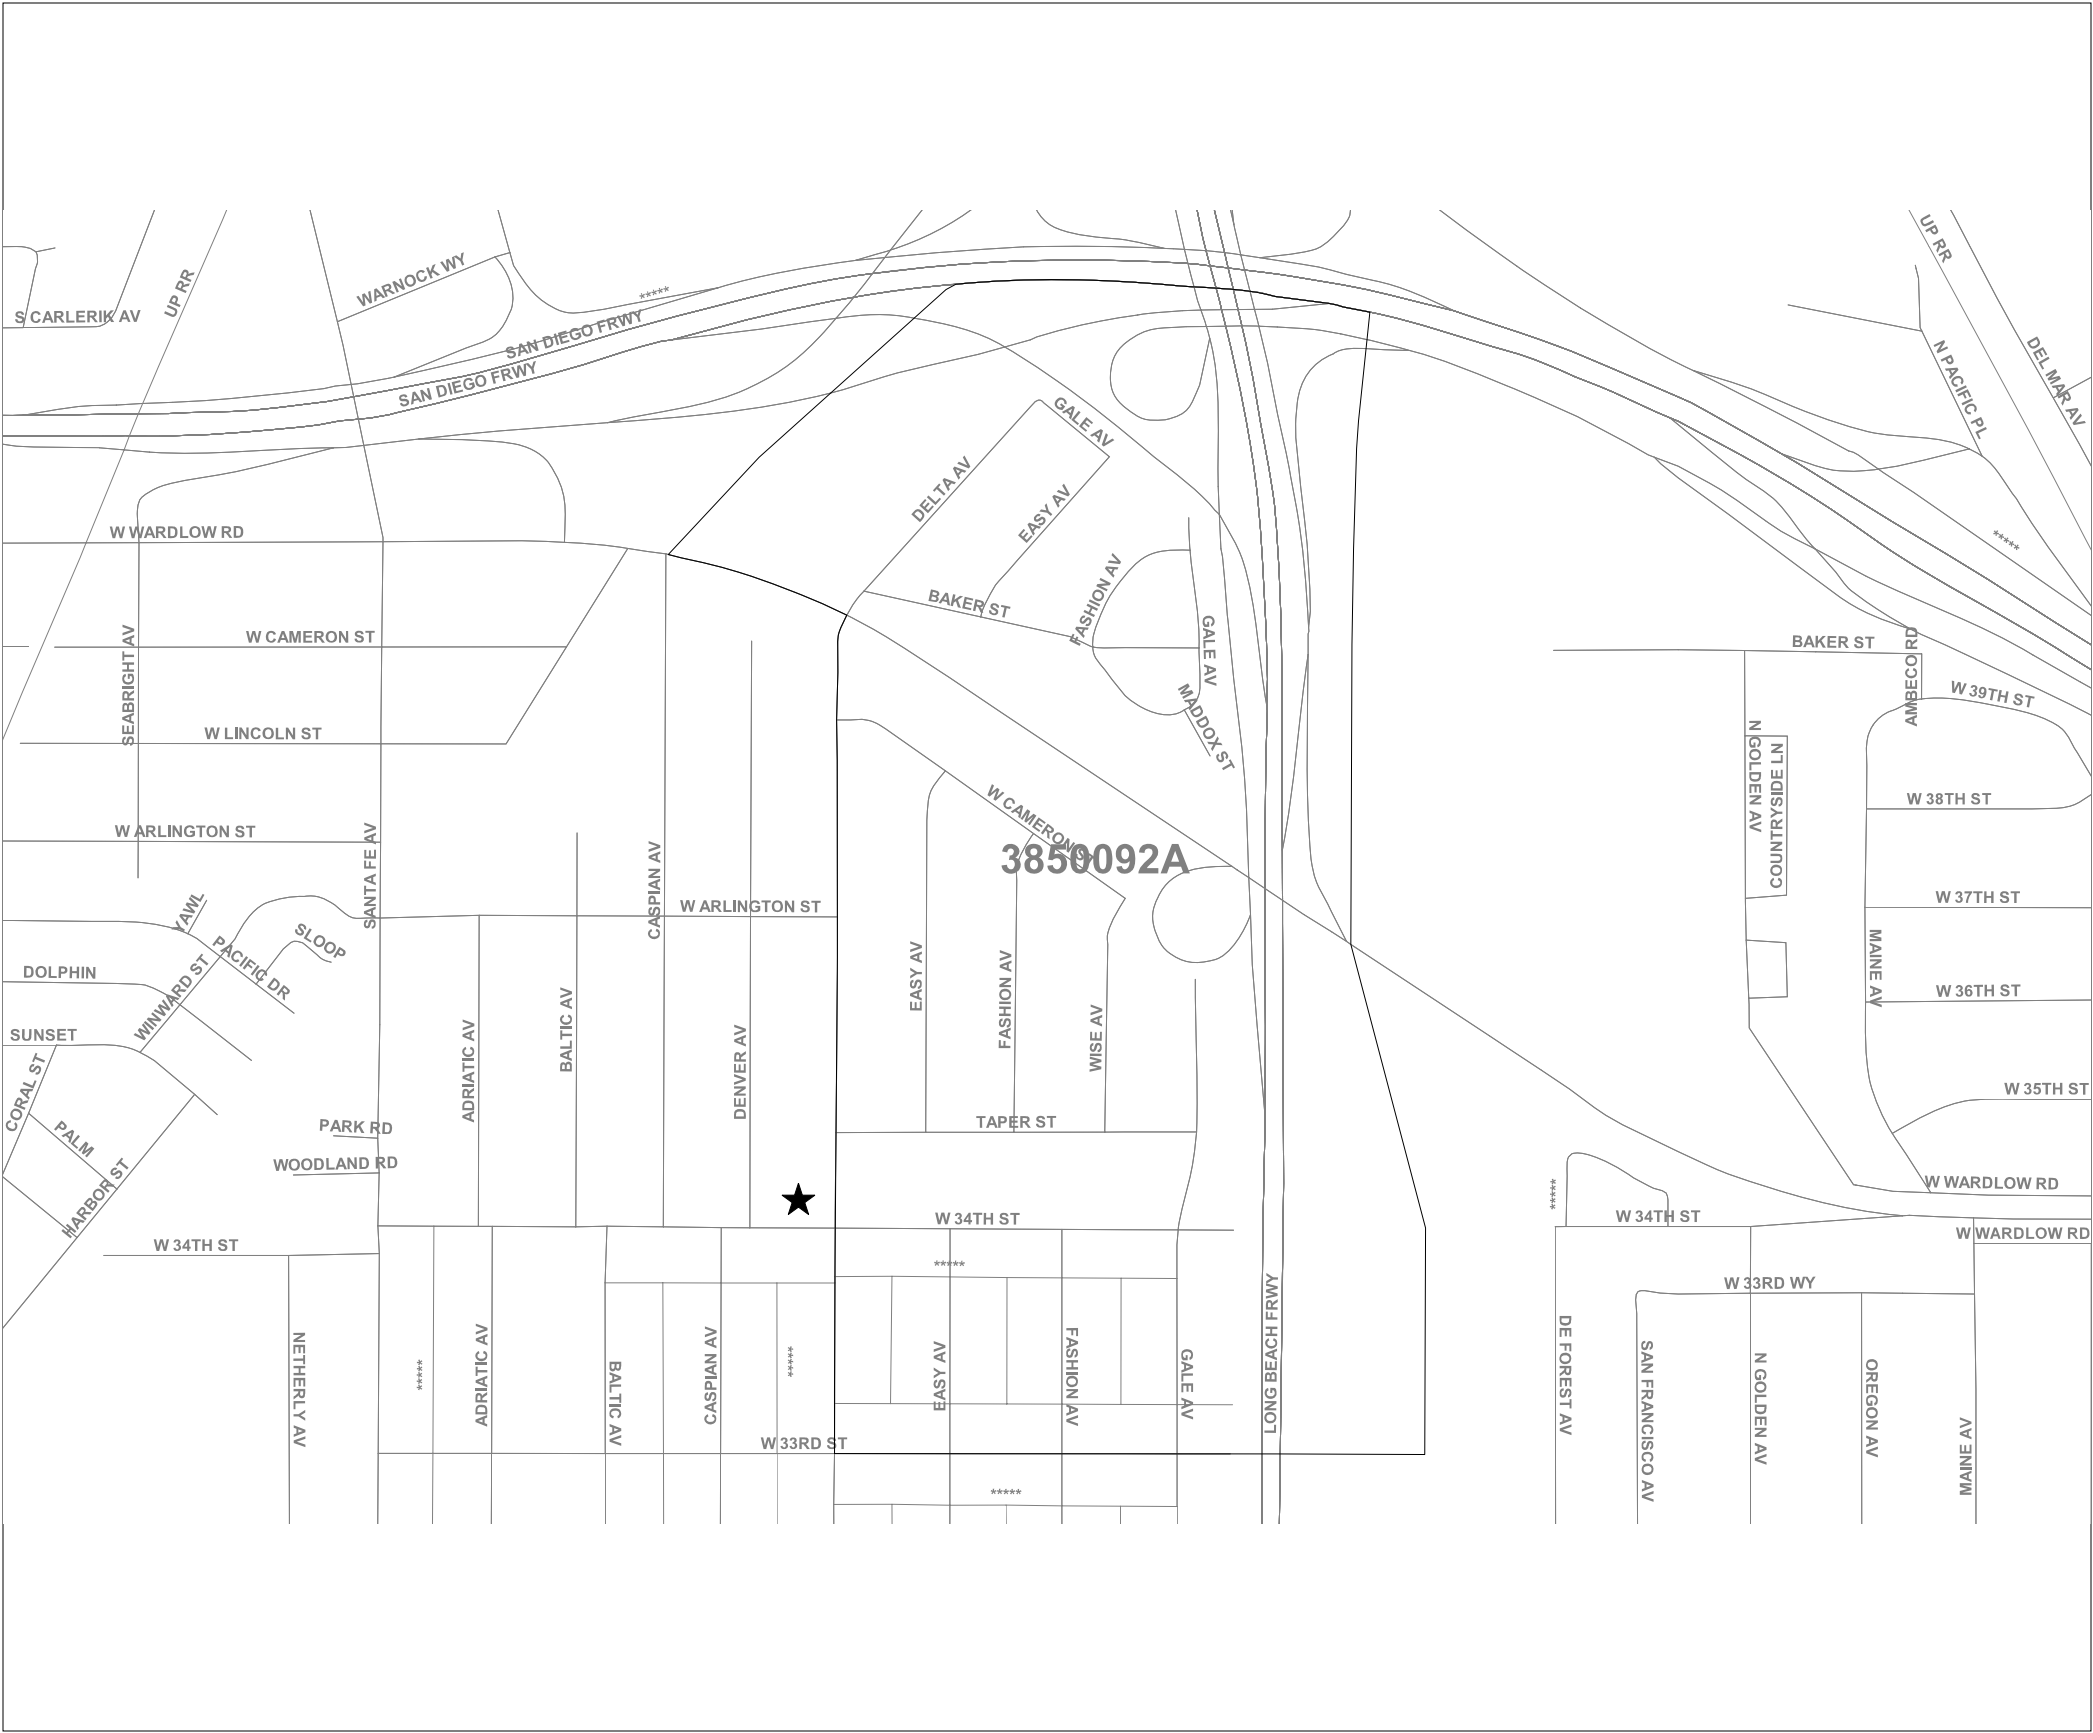 UP RR
UP RR
WARNOCK WY
*****
S CARLERIK AV
SAN DIEGO FRWY
SAN DIEGO FRWY
N PACIFIC PL
DEL MAR AV
GALE AV
DELTA AV
EASY AV
W WARDLOW RD
*****
FASHION AV
BAKER ST
W CAMERON ST
SEABRIGHT AV
GALE AV
BAKER ST
AMBECO RD
W 39TH ST
MADDOX ST
W LINCOLN ST
N GOLDEN AV
COUNTRYSIDE LN
W CAMERON ST
W 38TH ST
W ARLINGTON ST
SANTA FE AV
CASPIAN AV
3850092A
W 37TH ST
YAWL
W ARLINGTON ST
SLOOP
PACIFIC DR
DOLPHIN
WINWARD ST
EASY AV
FASHION AV
MAINE AV
W 36TH ST
SUNSET
ADRIATIC AV
BALTIC AV
DENVER AV
WISE AV
CORAL ST
W 35TH ST
PARK RD
TAPER ST
PALM
WOODLAND RD
HARBOR ST
*****
W WARDLOW RD
W 34TH ST
W 34TH ST
W 34TH ST
W WARDLOW RD
*****
W 33RD WY
NETHERLY AV
*****
ADRIATIC AV
BALTIC AV
CASPIAN AV
*****
EASY AV
FASHION AV
GALE AV
LONG BEACH FRWY
DE FOREST AV
SAN FRANCISCO AV
N GOLDEN AV
OREGON AV
MAINE AV
W 33RD ST
*****